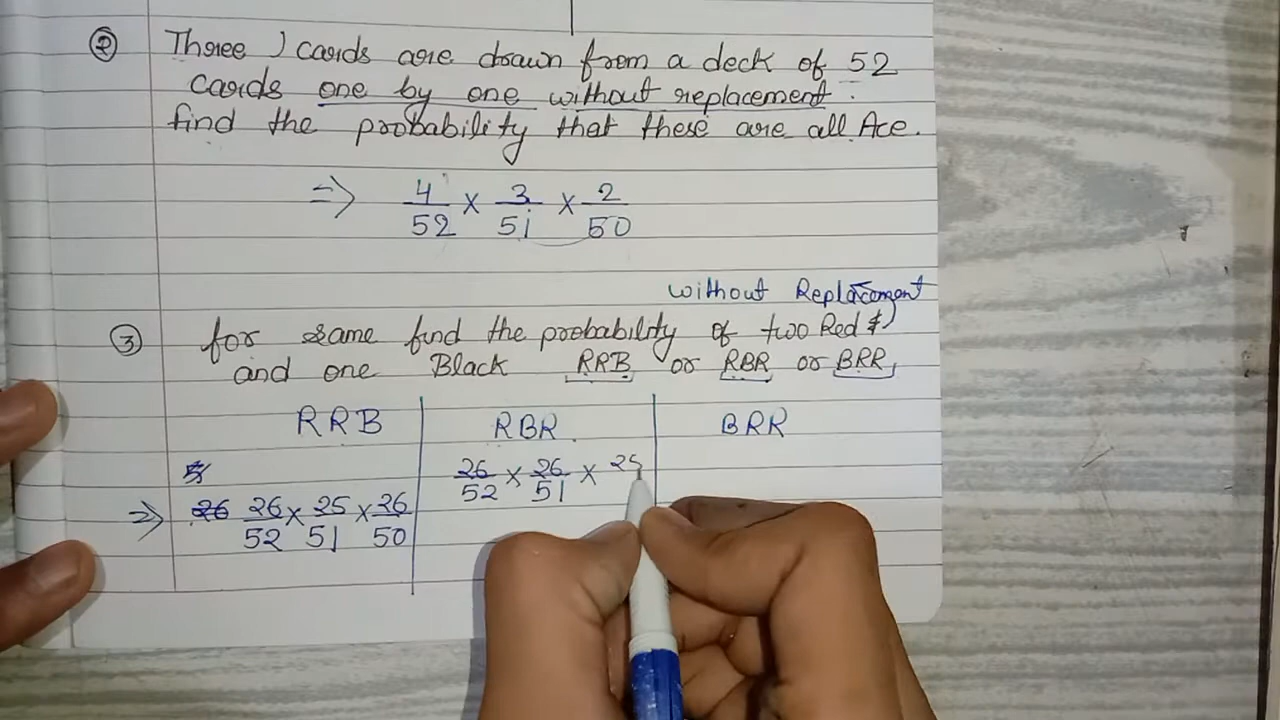 ② Three ) cards are drawn from a deck of 52
cards one by one without replacement.
find the probability that these are all Ace.
=> 4/52 × 3/51 × 2/50
without Replacement
③ for same find the probability of two Red &
and one Black RRB or RBR or BRR,
RRB RBR BRR
26/52 × 26/51 × 25
=> 26 26/52 × 25/51 × 26/50